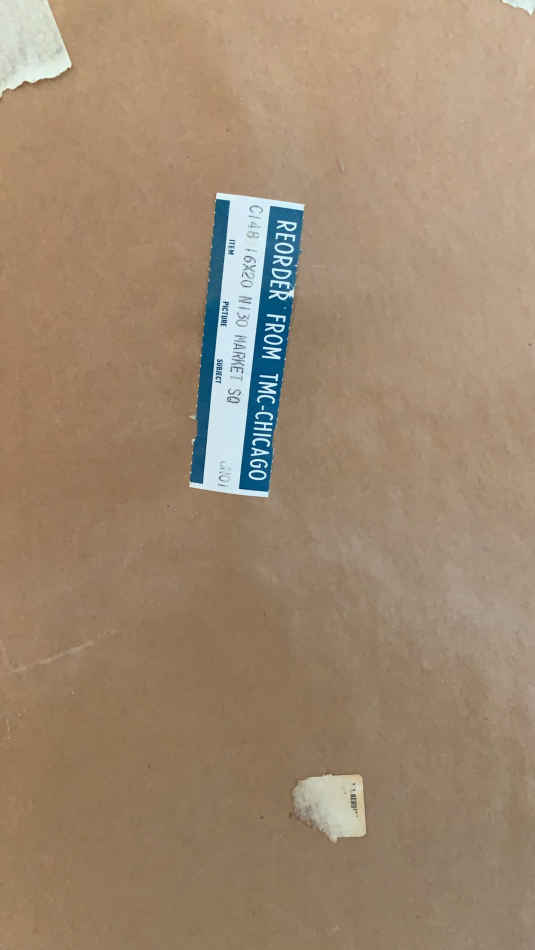 REORDER FROM TMC-CHICAGO
C148 16X20 N130 MARKET SQ
ITEM PICTURE SUBJECT